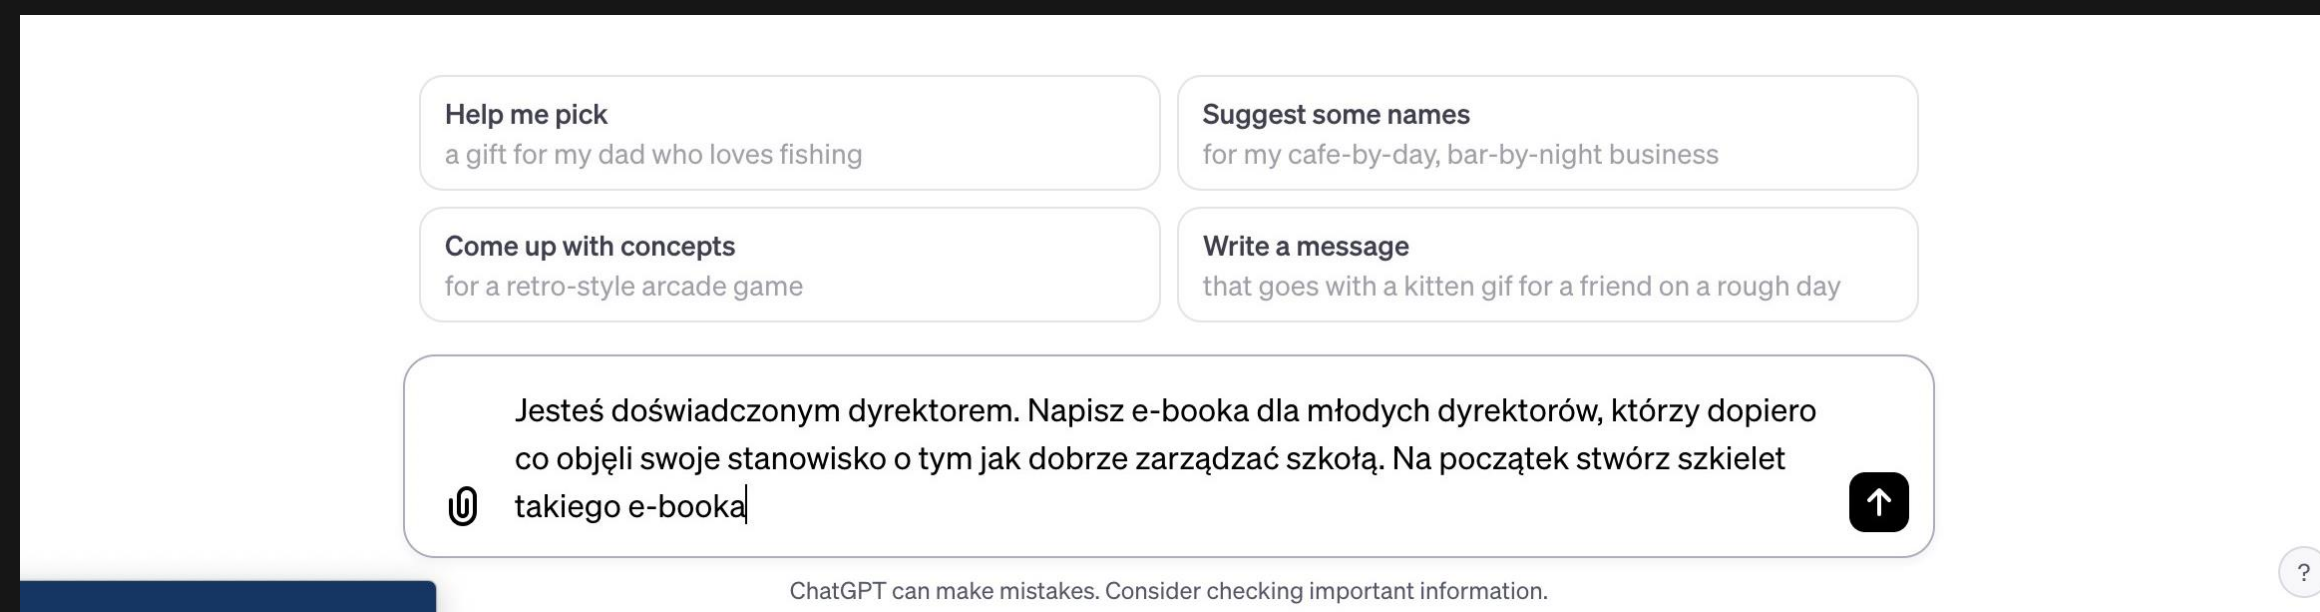 Help me pick
a gift for my dad who loves fishing
Suggest some names
for my cafe-by-day, bar-by-night business
Come up with concepts
for a retro-style arcade game
Write a message
that goes with a kitten gif for a friend on a rough day
Jesteś doświadczonym dyrektorem. Napisz e-booka dla młodych dyrektorów, którzy dopiero
co objęli swoje stanowisko o tym jak dobrze zarządzać szkołą. Na początek stwórz szkielet
takiego e-booka
ChatGPT can make mistakes. Consider checking important information.
?